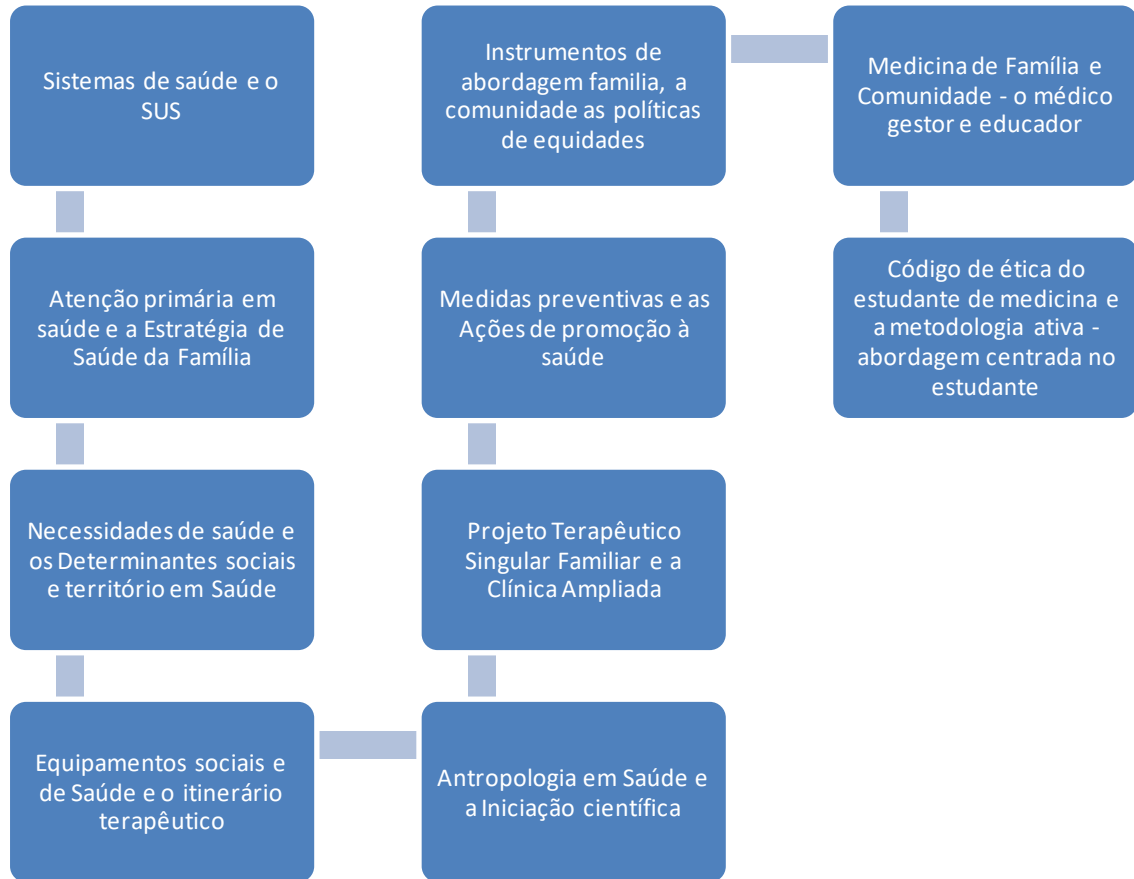 Sistemas de saúde e o
SUS
Atenção primária em
saúde e a Estratégia de
Saúde da Família
Necessidades de saúde e
os Determinantes sociais
e território em Saúde
Equipamentos sociais e
de Saúde e o itinerário
terapêutico
Antropologia em Saúde e
a Iniciação científica
Projeto Terapêutico
Singular Familiar e a
Clínica Ampliada
Medidas preventivas e as
Ações de promoção à
saúde
Instrumentos de
abordagem familia, a
comunidade as políticas
de equidades
Medicina de Família e
Comunidade - o médico
gestor e educador
Código de ética do
estudante de medicina e
a metodologia ativa -
abordagem centrada no
estudante